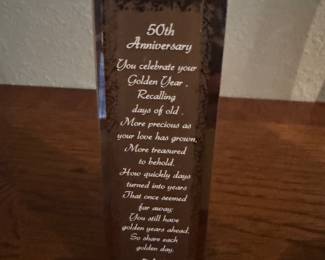 50th
Anniversary
You celebrate your
Golden Year.
Recalling
days of old.
More precious as
your love has grown,
More treasured
to behold.
How quickly days
turned into years
That once seemed
far away;
You still have
golden years ahead,
So share each
golden day.